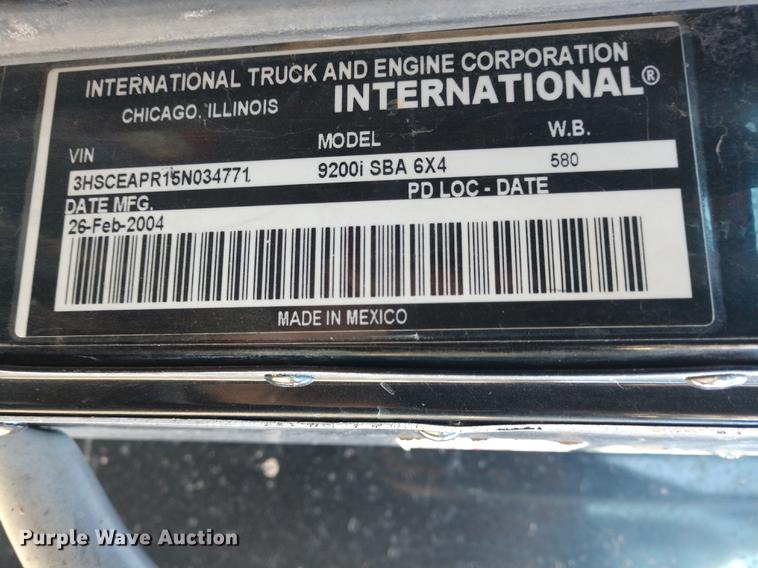 INTERNATIONAL TRUCK AND ENGINE CORPORATION
CHICAGO, ILLINOIS INTERNATIONAL®
VIN MODEL W.B.
3HSCEAPR15N034771 9200i SBA 6X4 580
DATE MFG. PD LOC - DATE
26-Feb-2004
MADE IN MEXICO
Purple Wave Auction